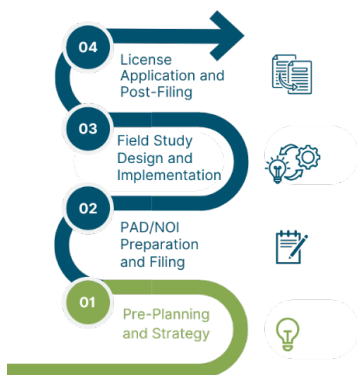 04
License
Application and
Post-Filing
03
Field Study
Design and
Implementation
02
PAD/NOI
Preparation
and Filing
01
Pre-Planning
and Strategy